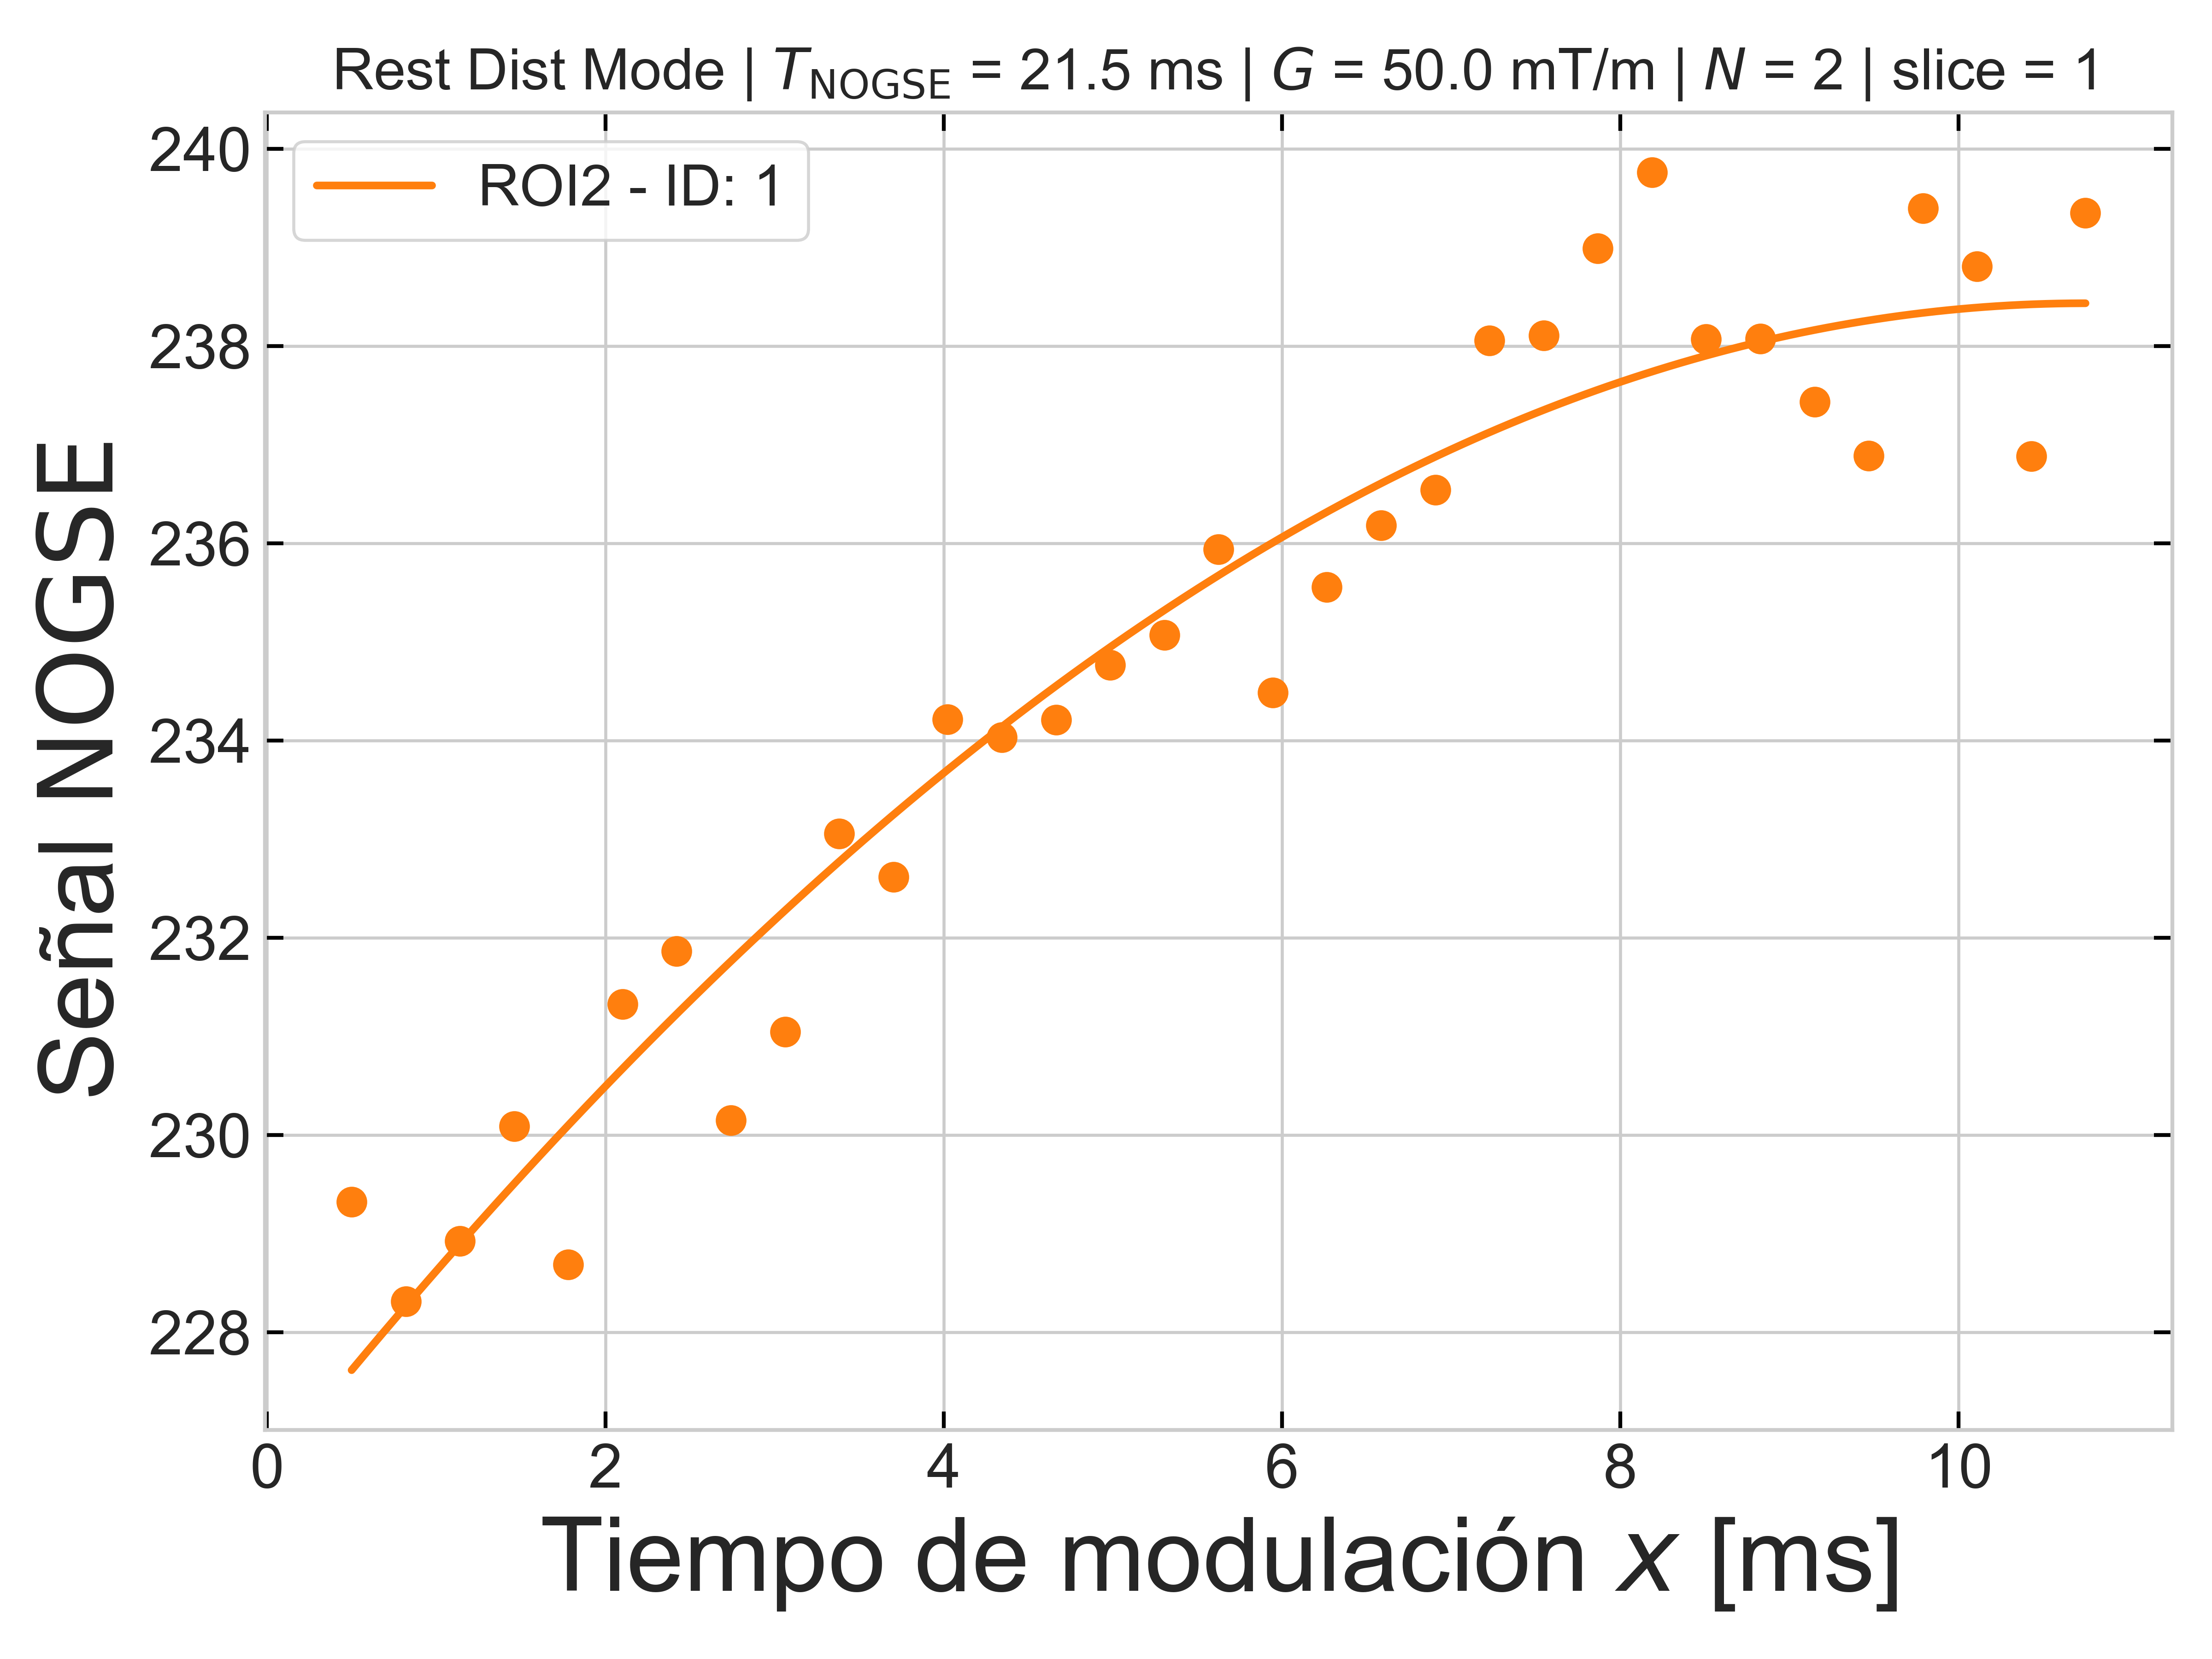 Rest Dist Mode | T_NOGSE = 21.5 ms | G = 50.0 mT/m | N = 2 | slice = 1
ROI2 - ID: 1
Señal NOGSE
240
238
236
234
232
230
228
0 2 4 6 8 10
Tiempo de modulación x [ms]